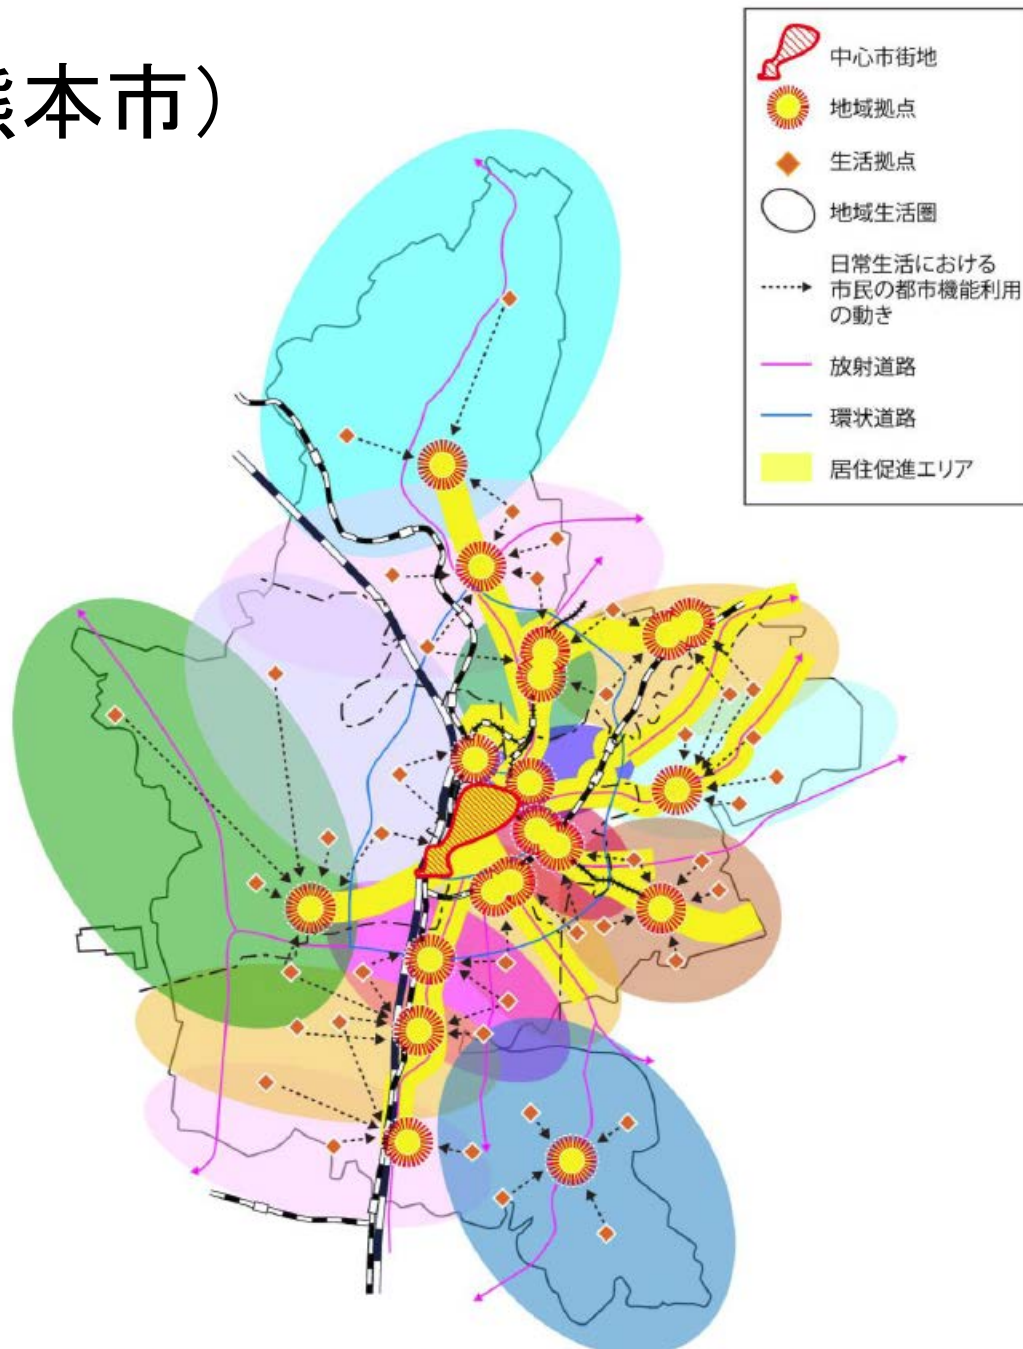 熊本市）
中心市街地
地域拠点
生活拠点
地域生活圏
日常生活における
市民の都市機能利用
の動き
放射道路
環状道路
居住促進エリア